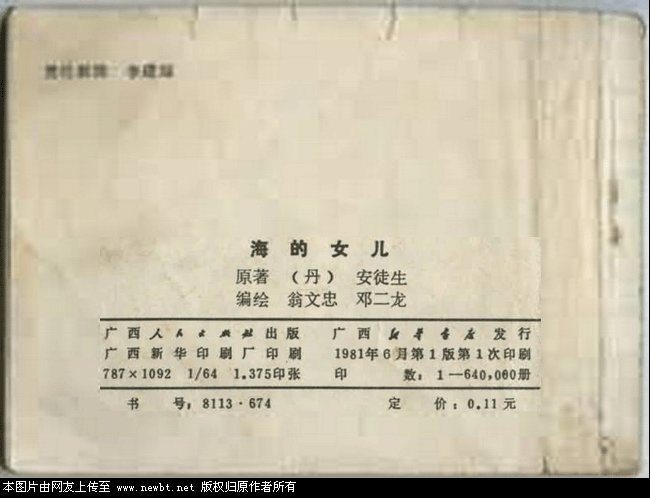 责任编辑：李建
海的女儿
原著 （丹） 安徒生
编绘 翁文忠 邓二龙
广西人民出版社出版 广西新华书店发行
广西新华印刷厂印刷 1981年6月第1版第1次印刷
787×1092 1/64 1.375印张 印 数：1—640,000册
书 号：8113·674 定 价：0.11元
本图片由网友上传至 www.newbt.net 版权归原作者所有